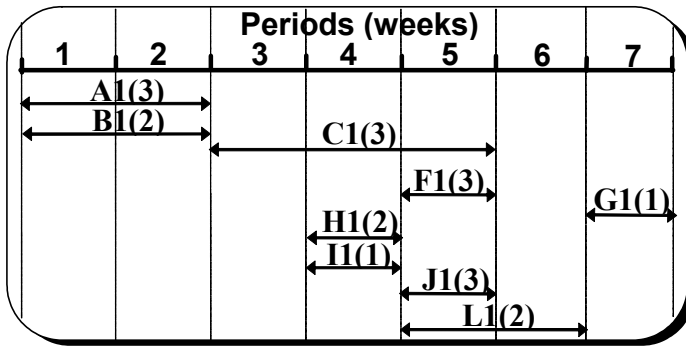 Periods (weeks)
1 2 3 4 5 6 7
A1(3)
B1(2)
C1(3)
F1(3)
G1(1)
H1(2)
I1(1)
J1(3)
L1(2)